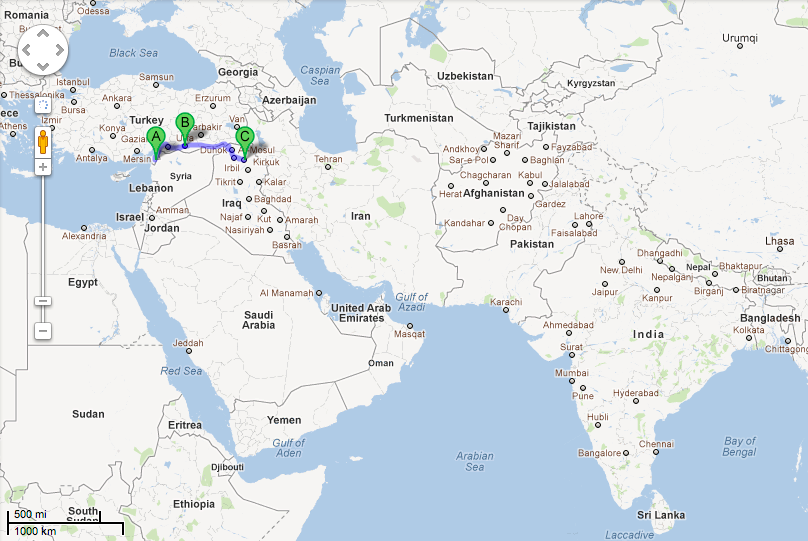 Romania
Odesa
Black Sea
Thessalonika
Istanbul
Bursa
Izmir
Athens
Samsun
Ankara
Turkey
Konya
Antalya
Mersin
Erzurum
Van
Georgia
Azerbaijan
Caspian
Sea
Uzbekistan
Turkmenistan
Kyrgyzstan
Tajikistan
Urumqi
A
B
C
Mosul
Irbil
Kirkuk
Tikrit
Kalar
Baghdad
Iraq
Najaf
Kut
Amarah
Nasiriyah
Basrah
Syria
Lebanon
Israel
Amman
Jordan
Alexandria
Egypt
Tehran
Iran
Andkhoy
Mazari
Sharif
Fayzabad
Sar-e Pol
Baghlan
Chagcharan
Kabul
Jalalabad
Herat
Afghanistan
Gardez
Kandahar
Day
Chopan
Lahore
Faisalabad
Pakistan
Lhasa
Dhangadhi
New Delhi
Nepalganj
Nepal
Bhaktapur
Bhutan
Jaipur
Kanpur
Birganj
Biratnagar
Bangladesh
Kolkata
Chittagong
Karachi
Ahmedabad
India
Surat
Mumbai
Pune
Hyderabad
Hubli
Bangalore
Chennai
Bay of
Bengal
Al Manamah
United Arab
Emirates
Gulf of
Azadi
Masqat
Saudi
Arabia
Oman
Jeddah
Red Sea
Sudan
Eritrea
Yemen
Gulf of
Aden
Djibouti
Ethiopia
South
Sudan
Arabian
Sea
Sri Lanka
Laccadive
500 mi
1000 km